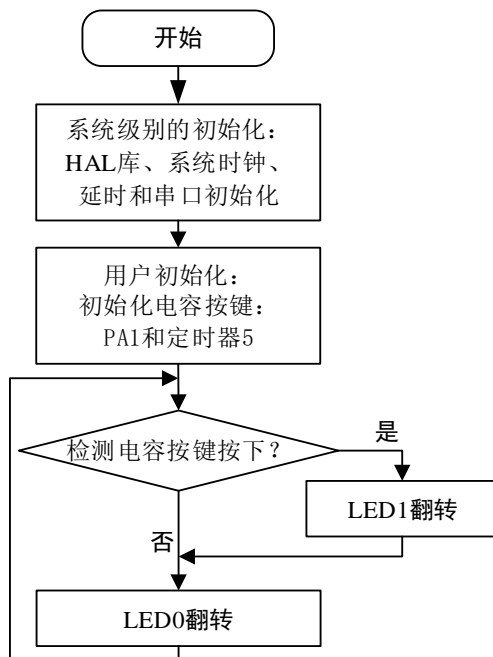 开始
系统级别的初始化：
HAL库、系统时钟、
延时和串口初始化
用户初始化：
初始化电容按键：
PA1和定时器5
检测电容按键按下？
是
LED1翻转
否
LED0翻转